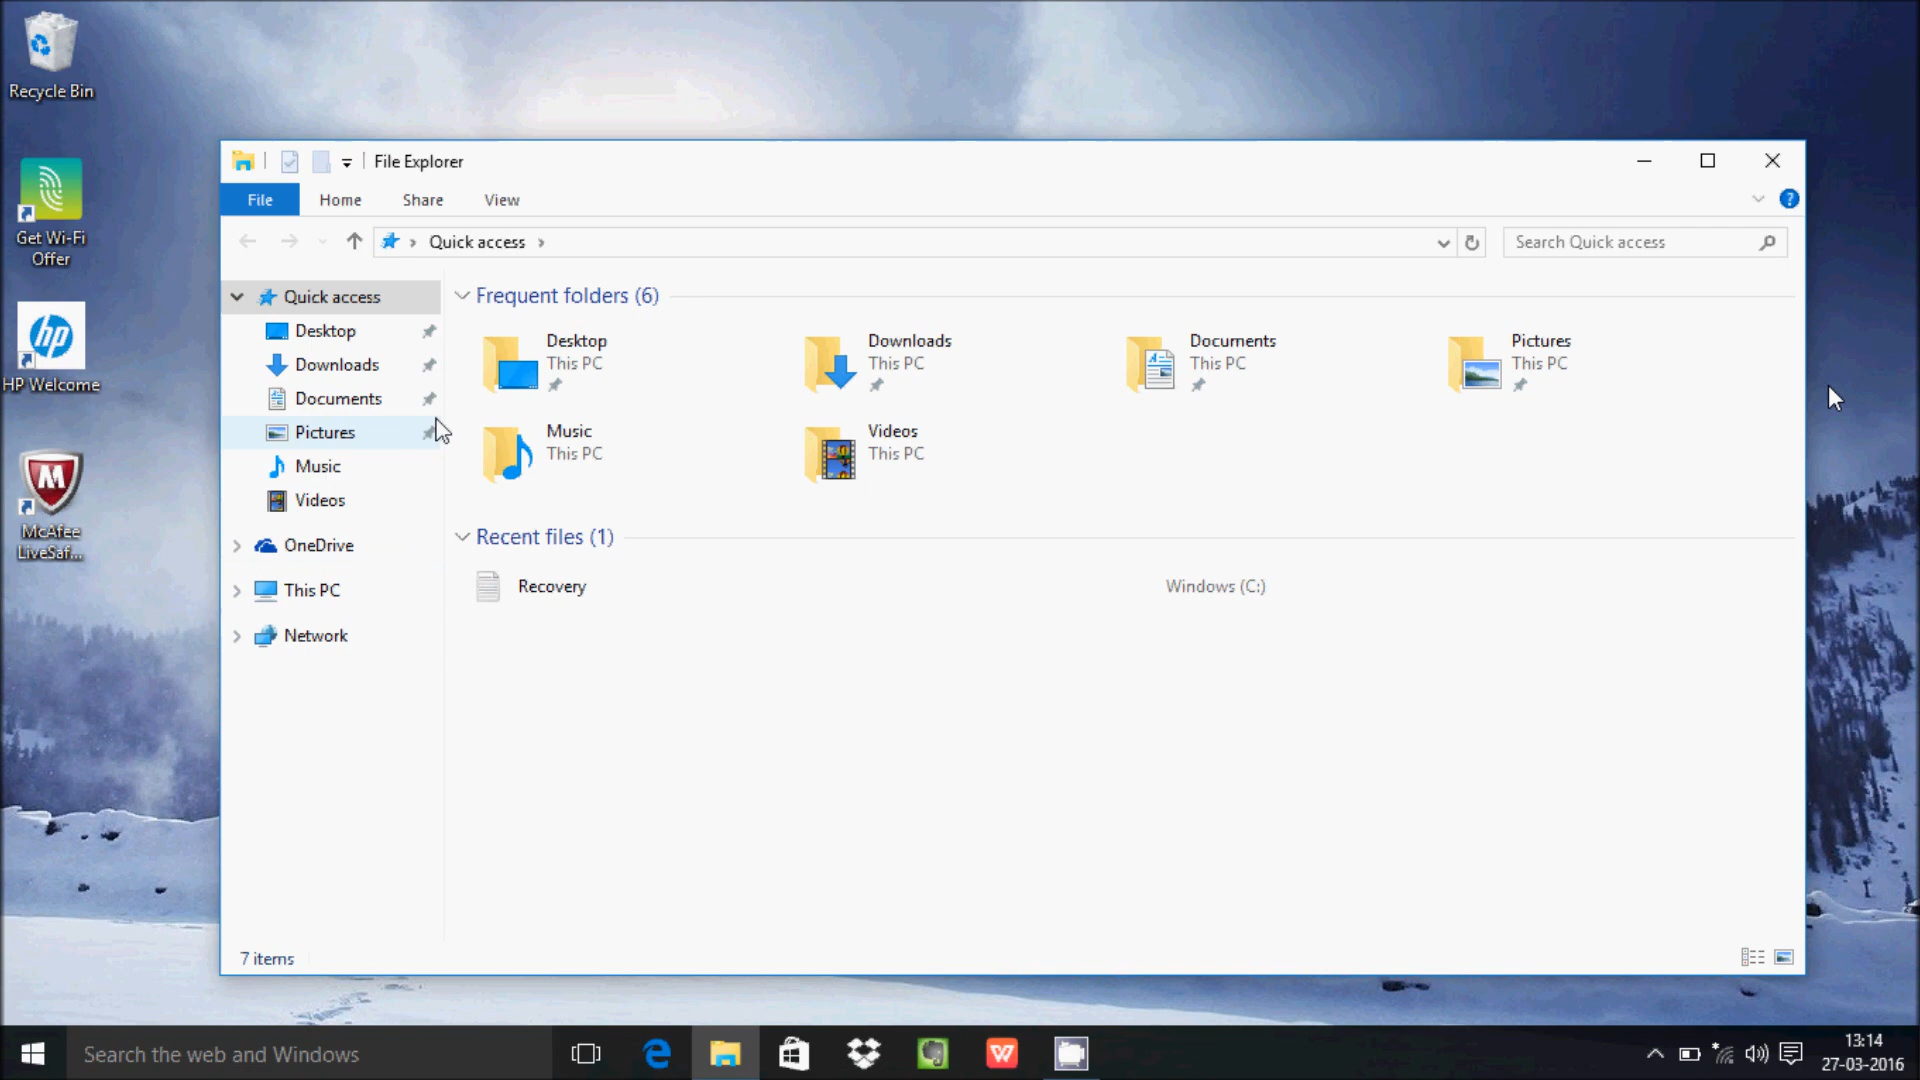 Recycle Bin
Get Wi-Fi
Offer
hp
HP Welcome
M
McAfee
LiveSaf...
File Explorer
File Home Share View
?
Quick access
Search Quick access
Quick access
Desktop
Downloads
Documents
Pictures
Music
Videos
OneDrive
This PC
Network
Frequent folders (6)
Desktop
This PC
Downloads
This PC
Documents
This PC
Pictures
This PC
Music
This PC
Videos
This PC
Recent files (1)
Recovery Windows (C:)
7 items
Search the web and Windows
W
13:14
27-03-2016